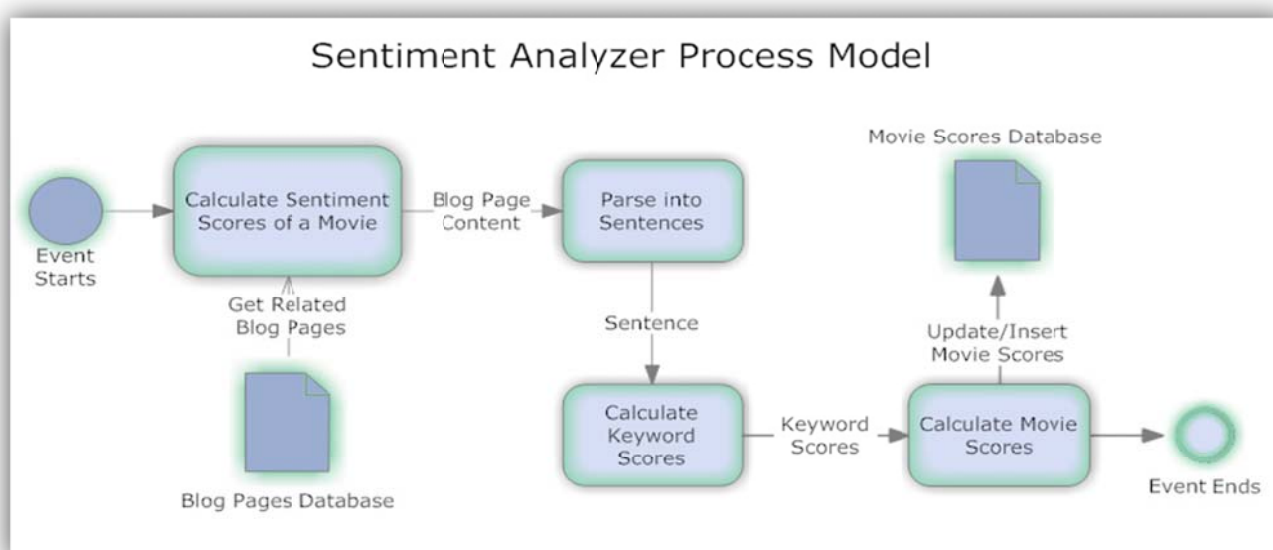 Sentiment Analyzer Process Model
Movie Scores Database
Calculate Sentiment
Scores of a Movie
Blog Page
Content
Parse into
Sentences
Event
Starts
Get Related
Blog Pages
Sentence
Update/Insert
Movie Scores
Calculate
Keyword
Scores
Keyword
Scores
Calculate Movie
Scores
Blog Pages Database
Event Ends